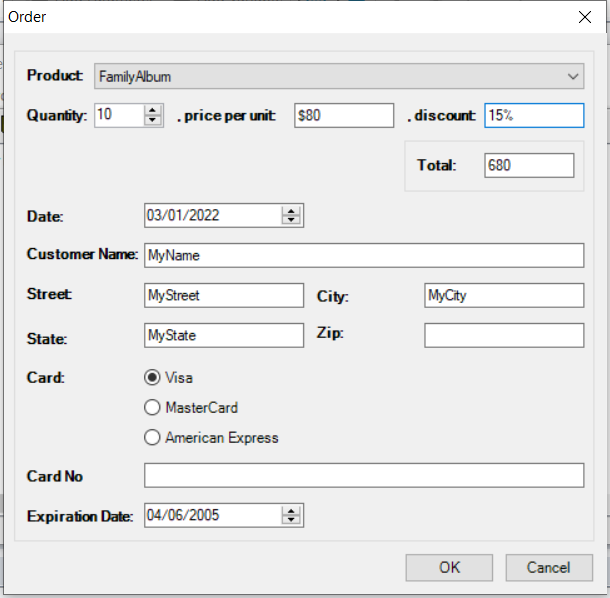 Order
Product: FamilyAlbum
Quantity: 10 , price per unit: $80 , discount: 15%
Total: 680
Date: 03/01/2022
Customer Name: MyName
Street: MyStreet City: MyCity
State: MyState Zip:
Card: Visa
MasterCard
American Express
Card No
Expiration Date: 04/06/2005
OK Cancel